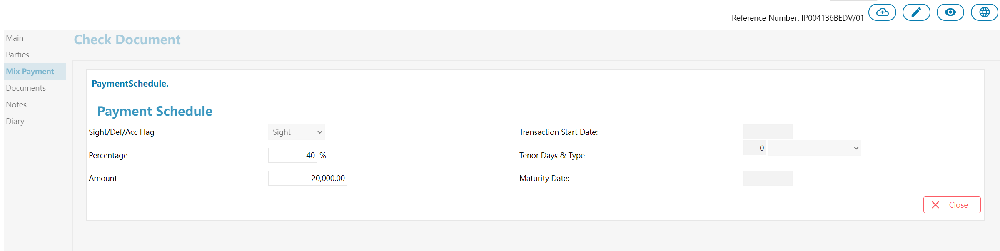 Reference Number: IP004136BEDV/01
Main
Parties
Mix Payment
Documents
Notes
Diary
Check Document
PaymentSchedule.
Payment Schedule
Sight/Def/Acc Flag Sight
Transaction Start Date:
Percentage 40 %
Tenor Days & Type 0
Amount 20,000.00
Maturity Date:
Close